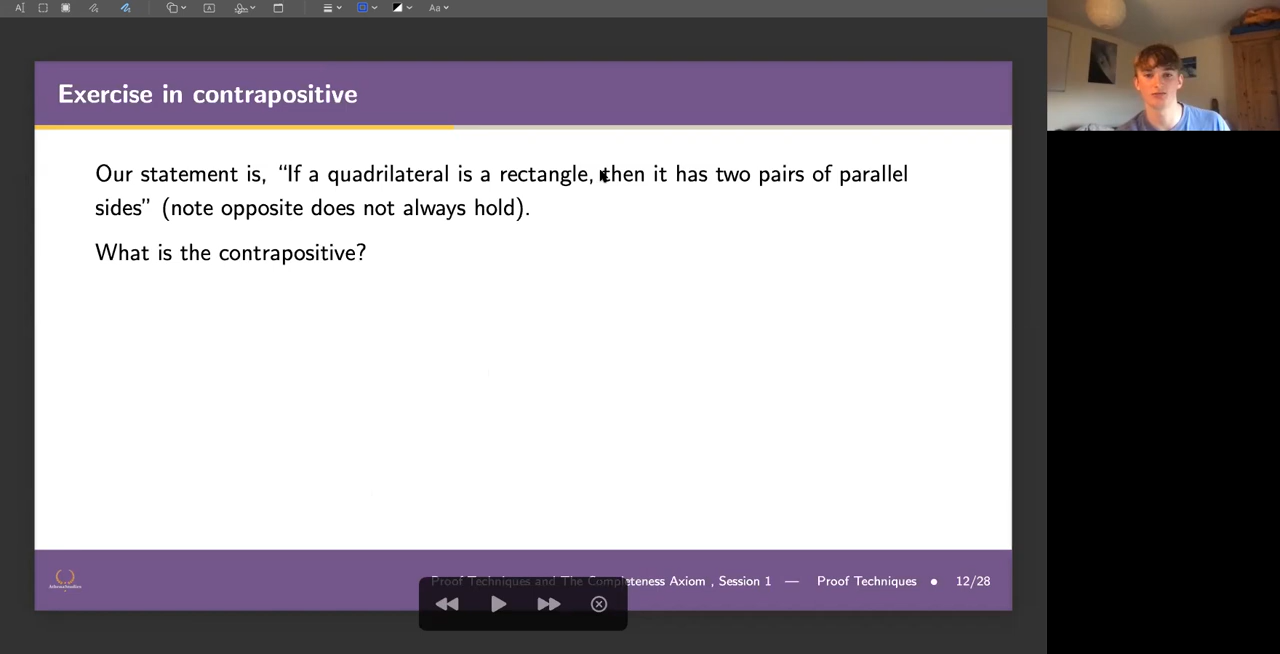 Aa
Exercise in contrapositive
Our statement is, “If a quadrilateral is a rectangle, then it has two pairs of parallel
sides” (note opposite does not always hold).
What is the contrapositive?
Proof Techniques and The Completeness Axiom , Session 1 — Proof Techniques • 12/28